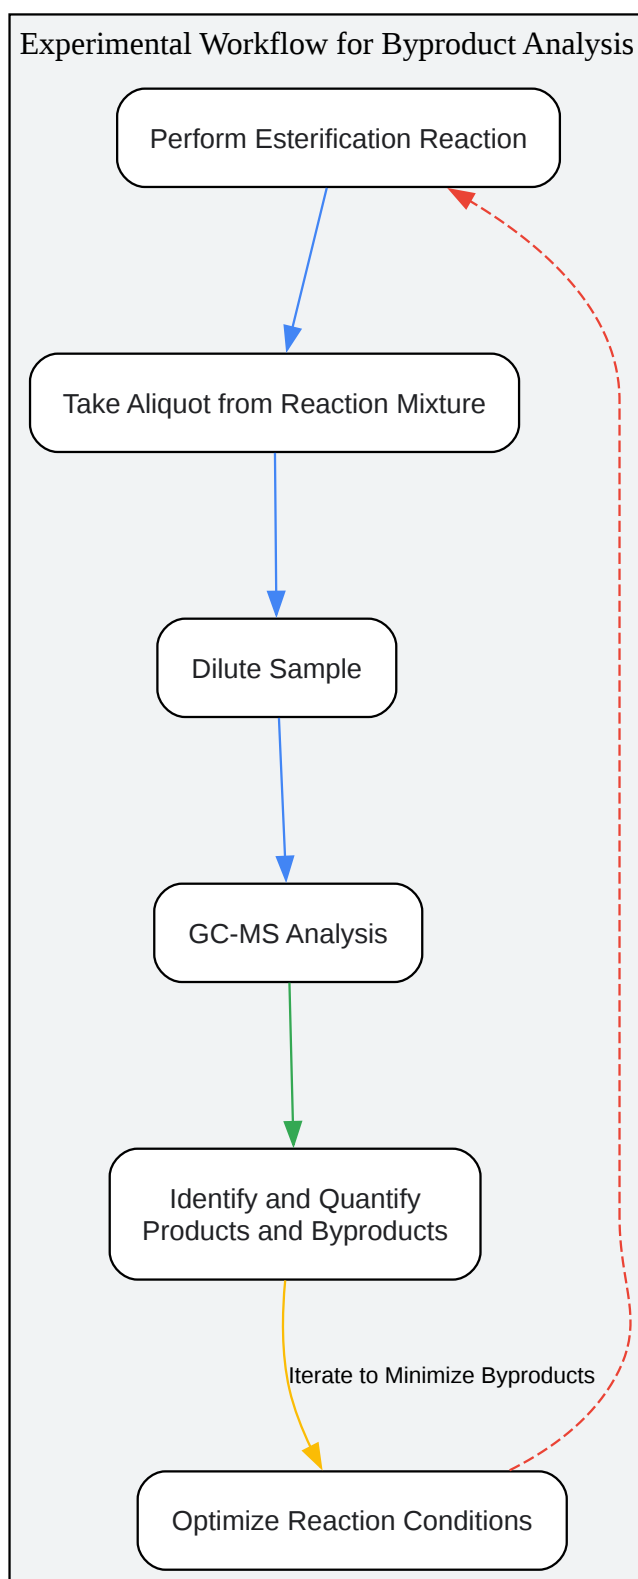 Experimental Workflow for Byproduct Analysis
Perform Esterification Reaction
Take Aliquot from Reaction Mixture
Dilute Sample
GC-MS Analysis
Identify and Quantify
Products and Byproducts
Iterate to Minimize Byproducts
Optimize Reaction Conditions